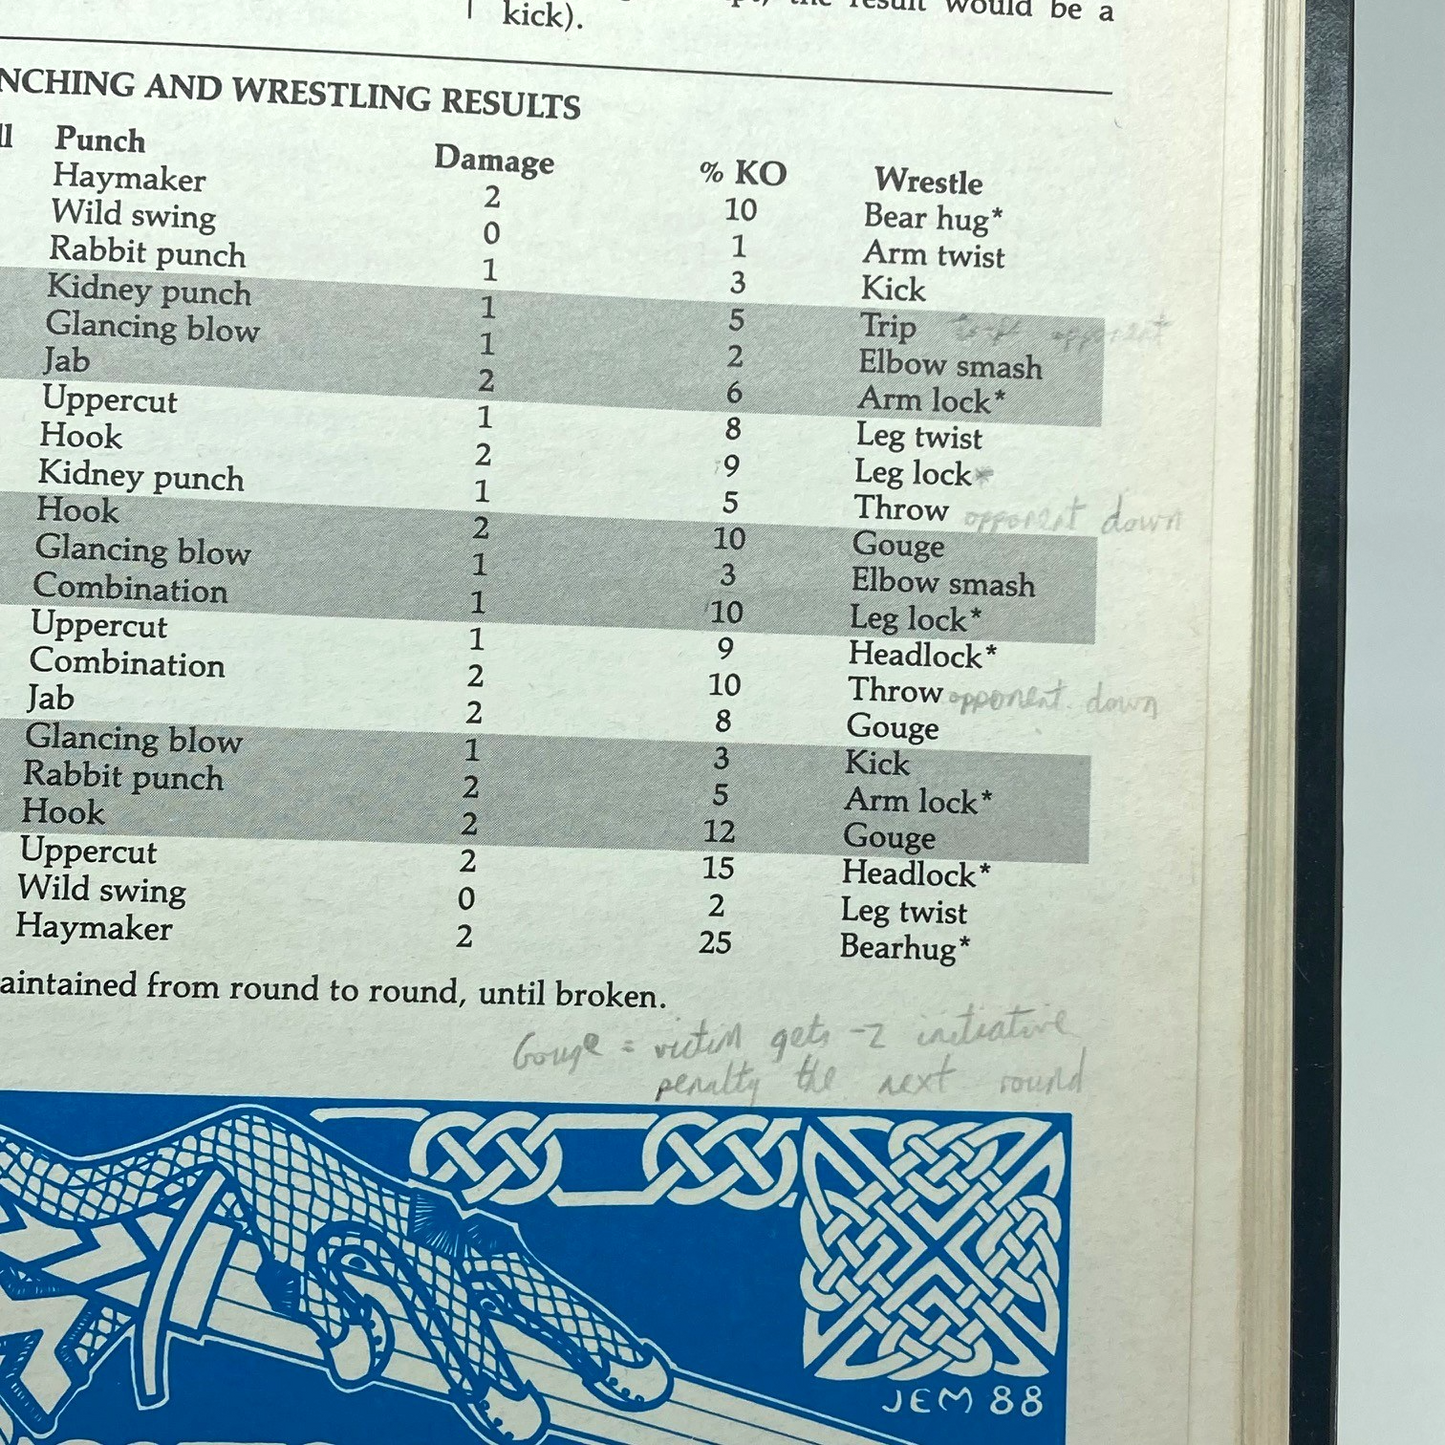 the result would be a
kick).
NCHING AND WRESTLING RESULTS
ll Punch Damage % KO Wrestle
Haymaker 2 10 Bear hug*
Wild swing 0 1 Arm twist
Rabbit punch 1 3 Kick
Kidney punch 1 5 Trip opponent
Glancing blow 1 2 Elbow smash
Jab 2 6 Arm lock*
Uppercut 1 8 Leg twist
Hook 2 9 Leg lock*
Kidney punch 1 5 Throw opponent down
Hook 2 10 Gouge
Glancing blow 1 3 Elbow smash
Combination 1 10 Leg lock*
Uppercut 1 9 Headlock*
Combination 2 10 Throw opponent down
Jab 2 8 Gouge
Glancing blow 1 3 Kick
Rabbit punch 2 5 Arm lock*
Hook 2 12 Gouge
Uppercut 2 15 Headlock*
Wild swing 0 2 Leg twist
Haymaker 2 25 Bearhug*
aintained from round to round, until broken.
Gouge = victim gets -2 initiative
penalty the next round
JEM 88